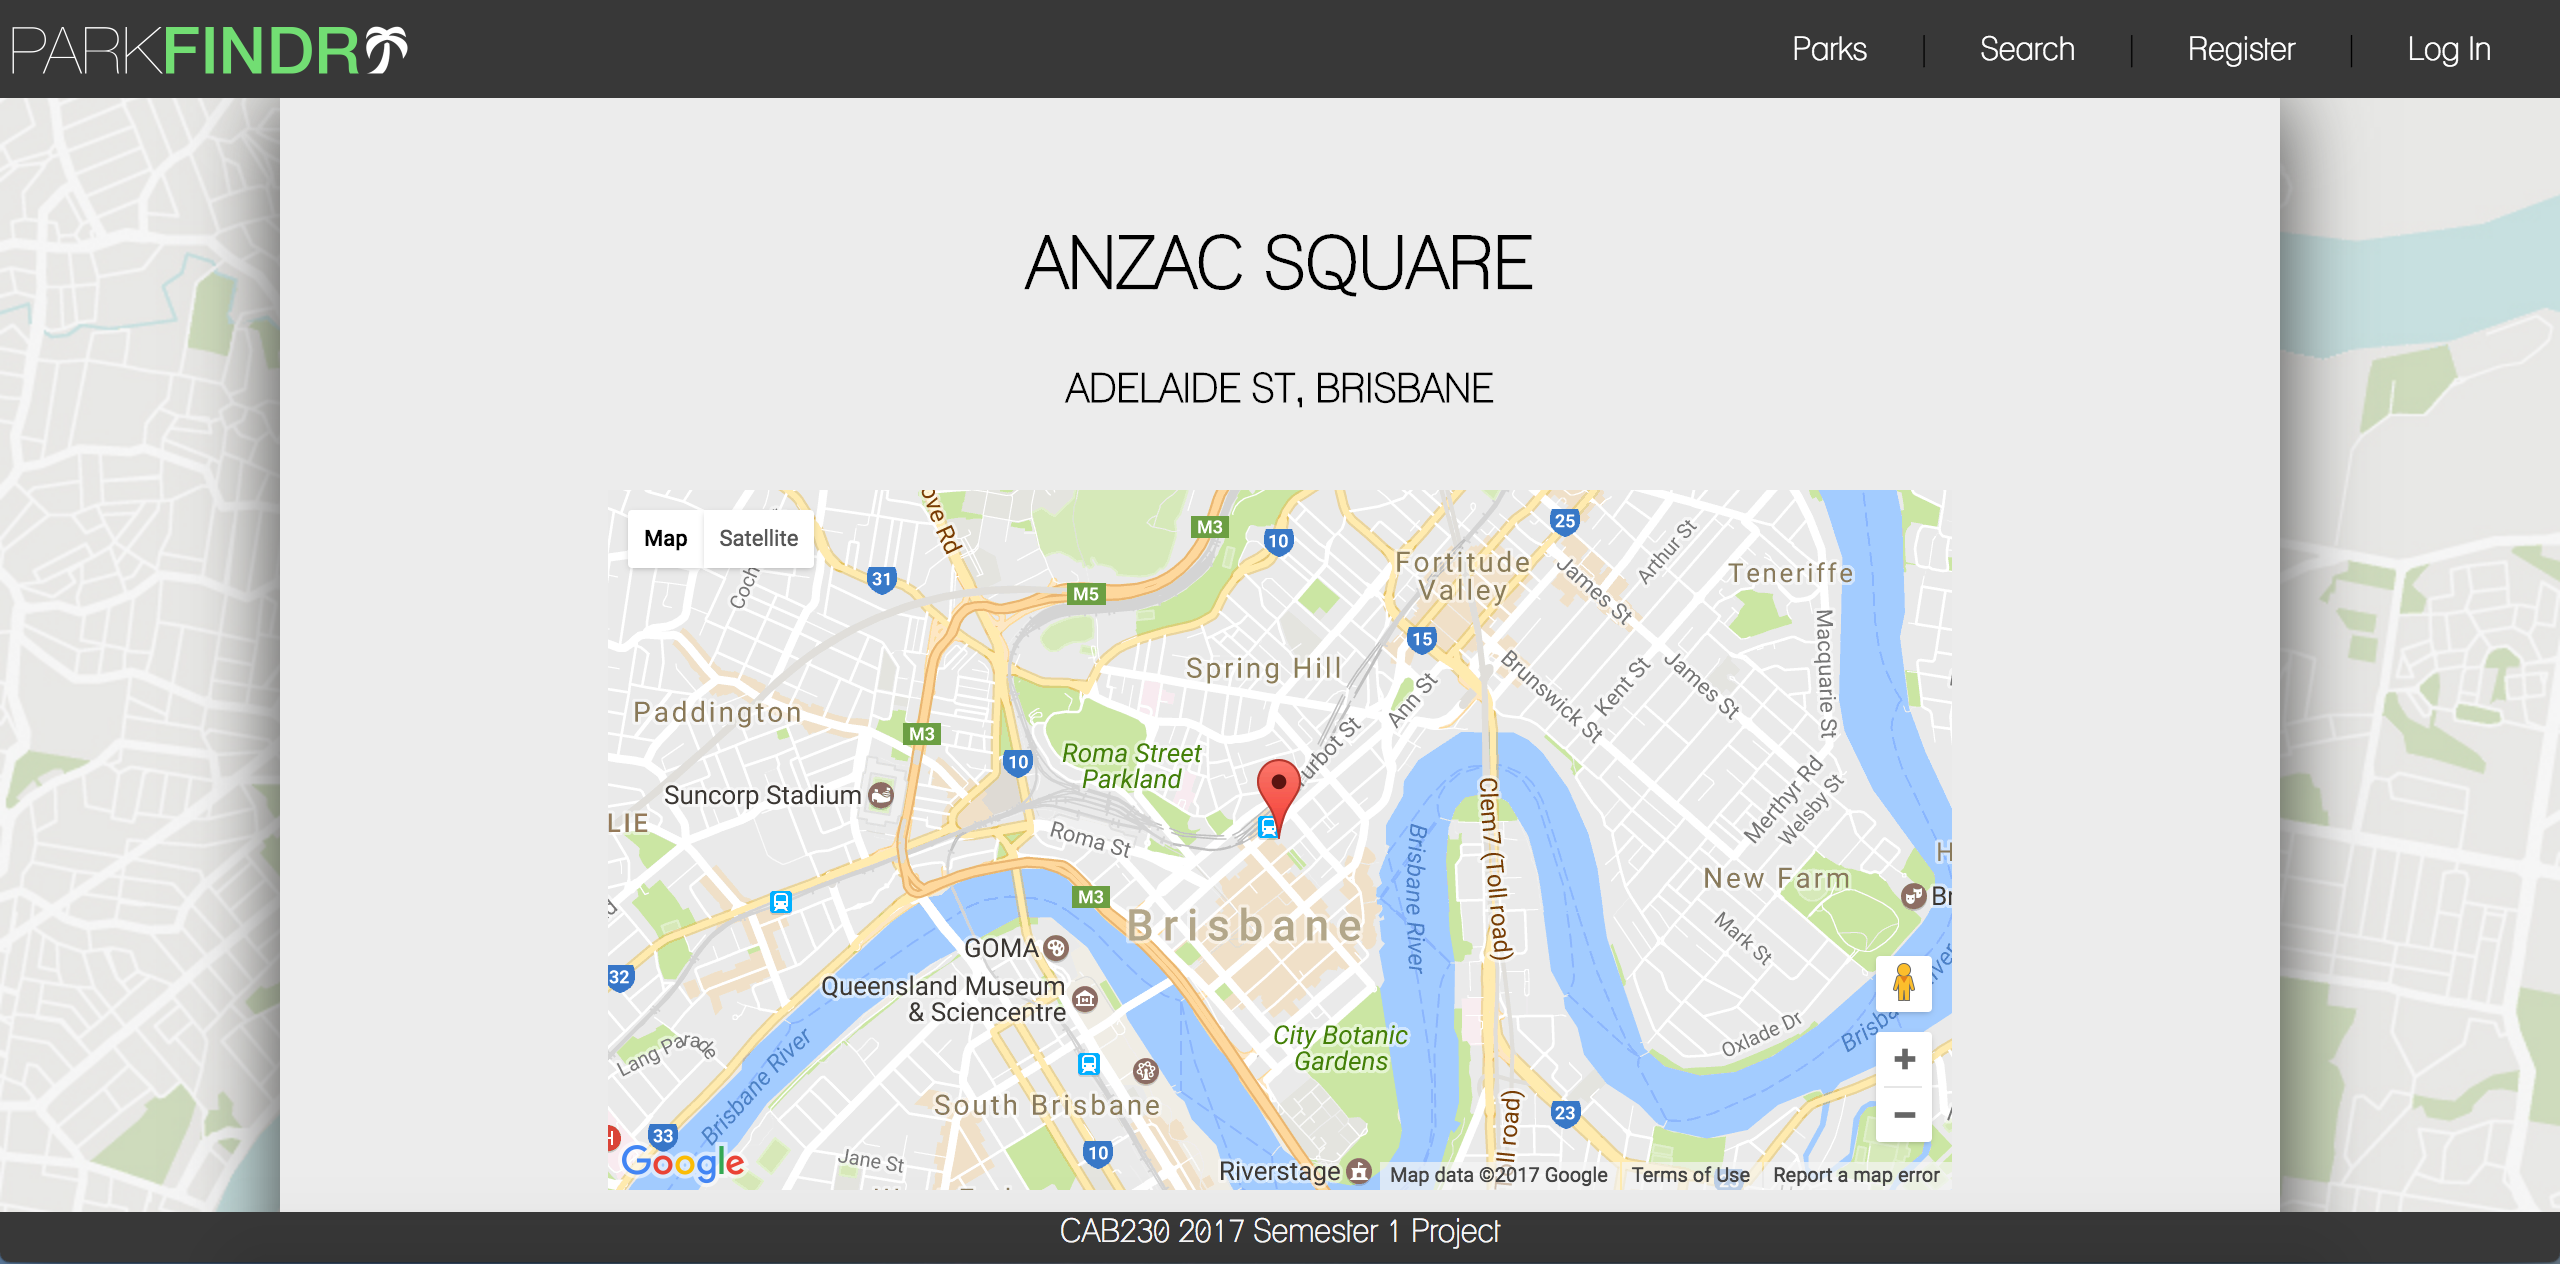 PARKFINDR
Parks
Search
Register
Log In
ANZAC SQUARE
ADELAIDE ST, BRISBANE
Map
Satellite
M3
10
25
31
M5
Arthur St
Fortitude
Valley
James St
Teneriffe
15
Macquarie St
Spring Hill
Brunswick St
Kent St
James St
Ann St
Paddington
M3
10
Roma Street
Parkland
Merthyr Rd
Welsby St
Suncorp Stadium
Clem7 (Toll road)
Roma St
Brisbane River
New Farm
M3
Brisbane
Mark St
GOMA
32
Queensland Museum
& Sciencentre
City Botanic
Gardens
Oxlade Dr
Lang Parade
Brisbane River
South Brisbane
23
33
10
Jane St
Google
Riverstage
Map data ©2017 Google
Terms of Use
Report a map error
CAB230 2017 Semester 1 Project